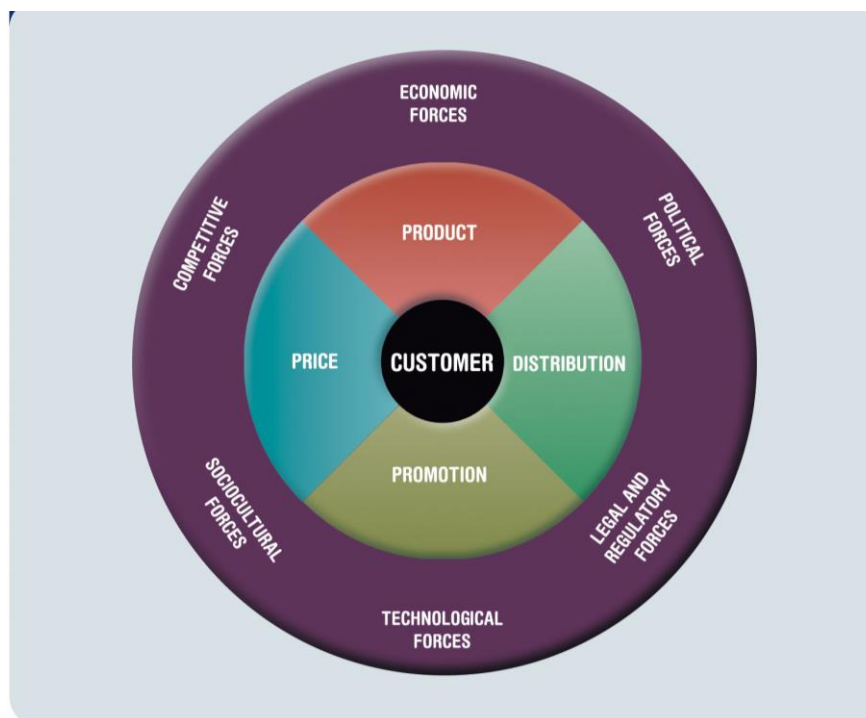 ECONOMIC
FORCES
COMPETITIVE
FORCES
POLITICAL
FORCES
PRODUCT
PRICE
CUSTOMER
DISTRIBUTION
PROMOTION
SOCIOCULTURAL
FORCES
LEGAL AND
REGULATORY
FORCES
TECHNOLOGICAL
FORCES